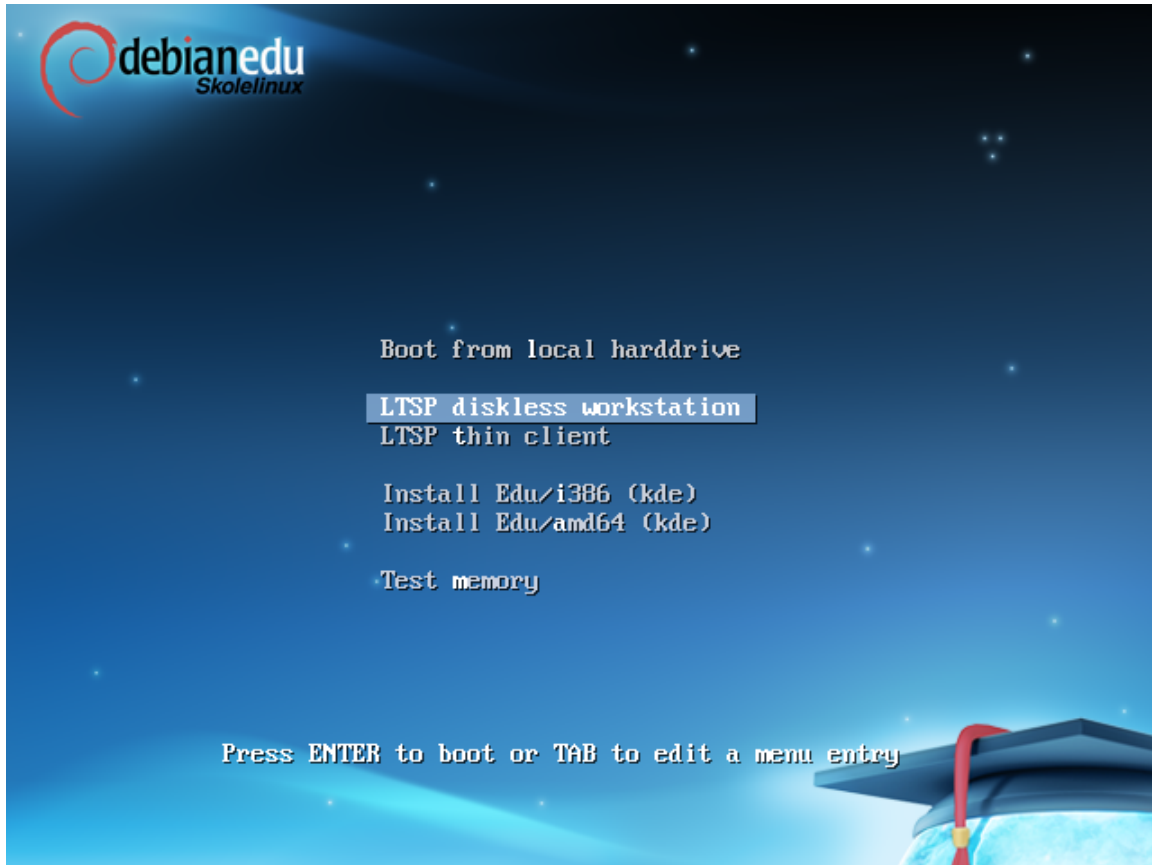 debianedu
Skolelinux
Boot from local harddrive
LTSP diskless workstation
LTSP thin client
Install Edu/i386 (kde)
Install Edu/amd64 (kde)
Test memory
Press ENTER to boot or TAB to edit a menu entry